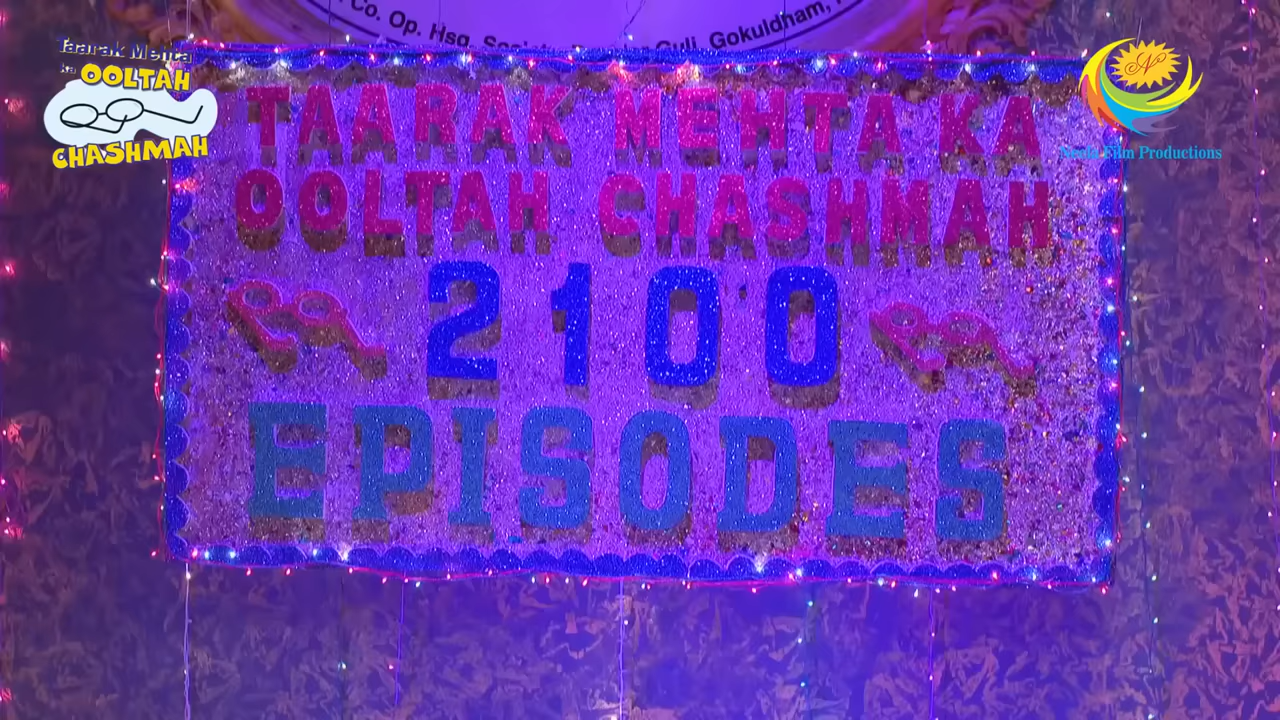 Co. Op. Hsg. Guli, Gokuldham,
Taarak Mehta
ka OOLTAH
CHASHMAH
Neela Film Productions
TAARAK MEHTA KA
OOLTAH CHASHMAH
2100
EPISODES